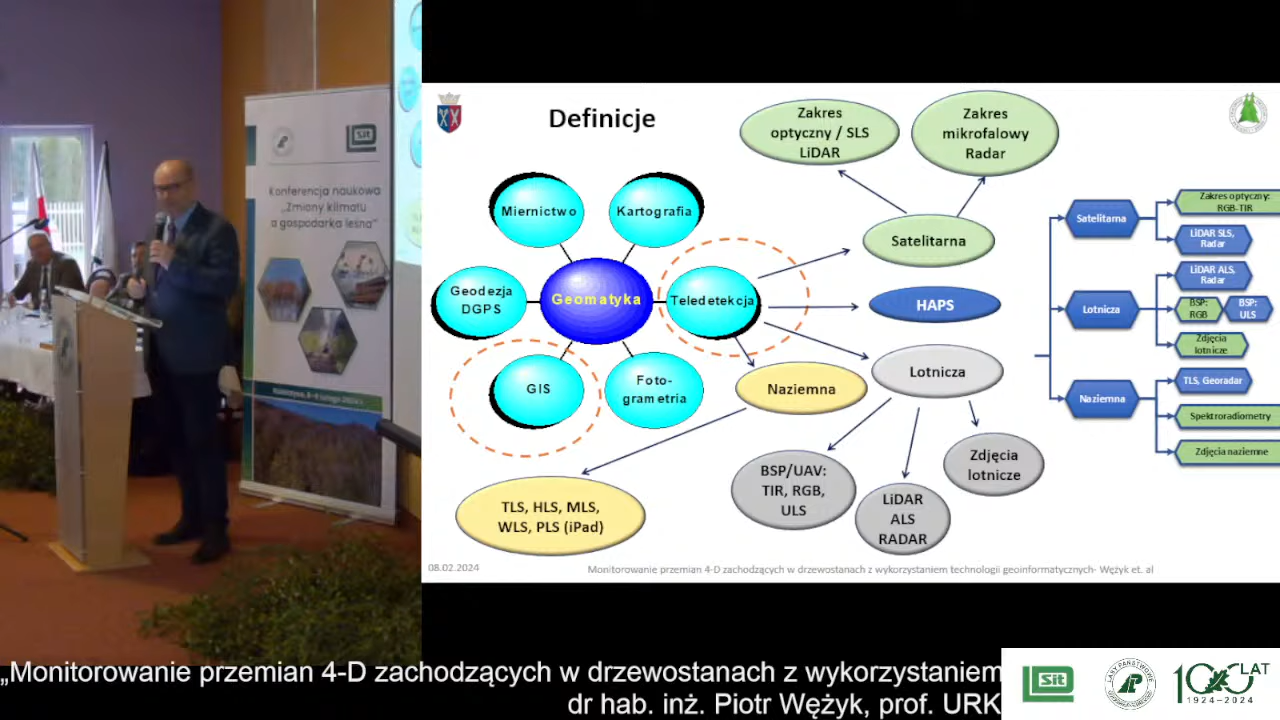 Sit
Konferencja naukowa
„Zmiany klimatu
a gospodarka leśna"
Definicje
Miernictwo
Kartografia
Geodezja
DGPS
Geomatyka
Teledetekcja
GIS
Foto-
grametria
Zakres
optyczny / SLS
LiDAR
Zakres
mikrofalowy
Radar
Satelitarna
HAPS
Lotnicza
Naziemna
TLS, HLS, MLS,
WLS, PLS (iPad)
BSP/UAV:
TIR, RGB,
ULS
LiDAR
ALS
RADAR
Zdjęcia
lotnicze
Satelitarna
Zakres optyczny:
RGB-TIR
LiDAR SLS,
Radar
Lotnicza
LiDAR ALS,
Radar
BSP:
RGB
BSP:
ULS
Zdjęcia
lotnicze
Naziemna
TLS, Georadar
Spektroradiometry
Zdjęcia naziemne
08.02.2024
Monitorowanie przemian 4-D zachodzących w drzewostanach z wykorzystaniem technologii geoinformatycznych- Wężyk et. al
„Monitorowanie przemian 4-D zachodzących w drzewostanach z wykorzystaniem
dr hab. inż. Piotr Wężyk, prof. URK
Sit
LASY PAŃSTWOWE
100 LAT
1924–2024